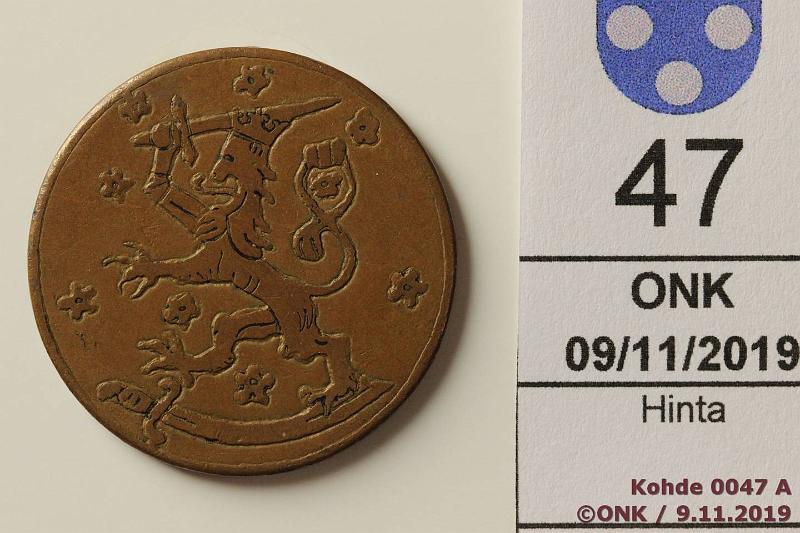 47
ONK
09/11/2019
Hinta
Kohde 0047 A
©ONK / 9.11.2019